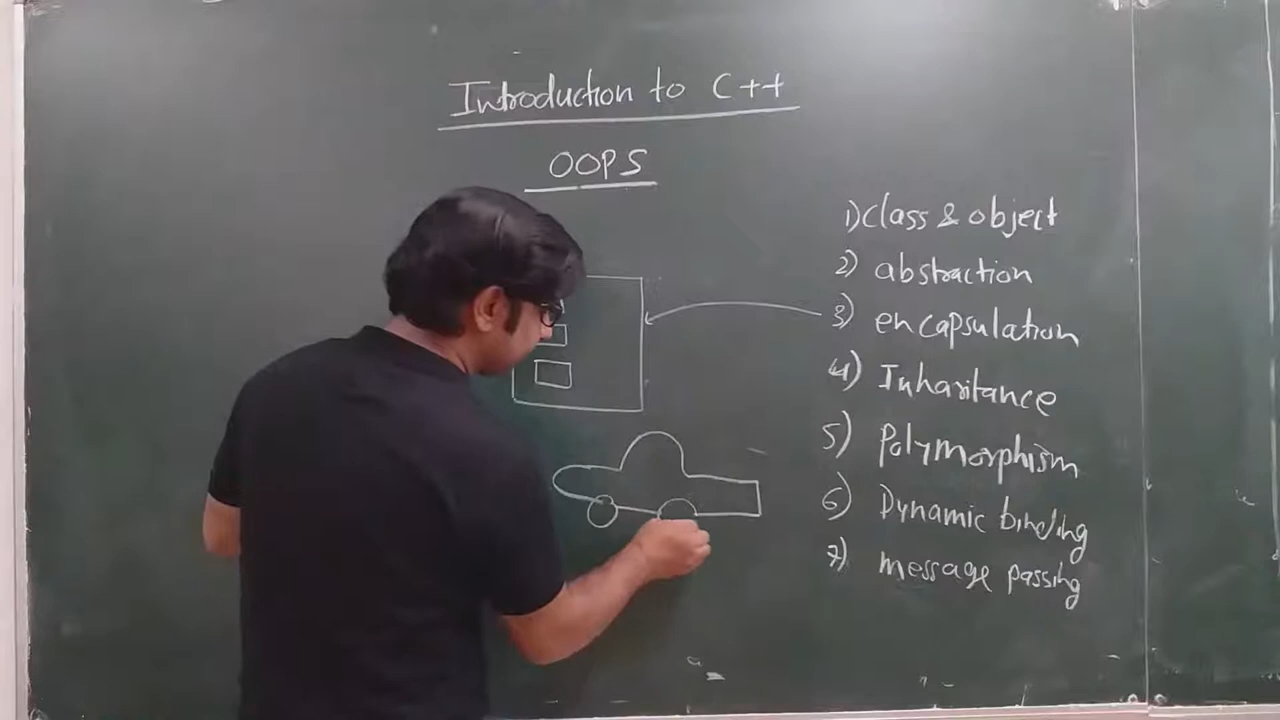 Introduction to C++
OOPS
1) class & object
2) abstraction
3) encapsulation
4) Inharitance
5) Polymorphism
6) Dynamic binding
7) message passing